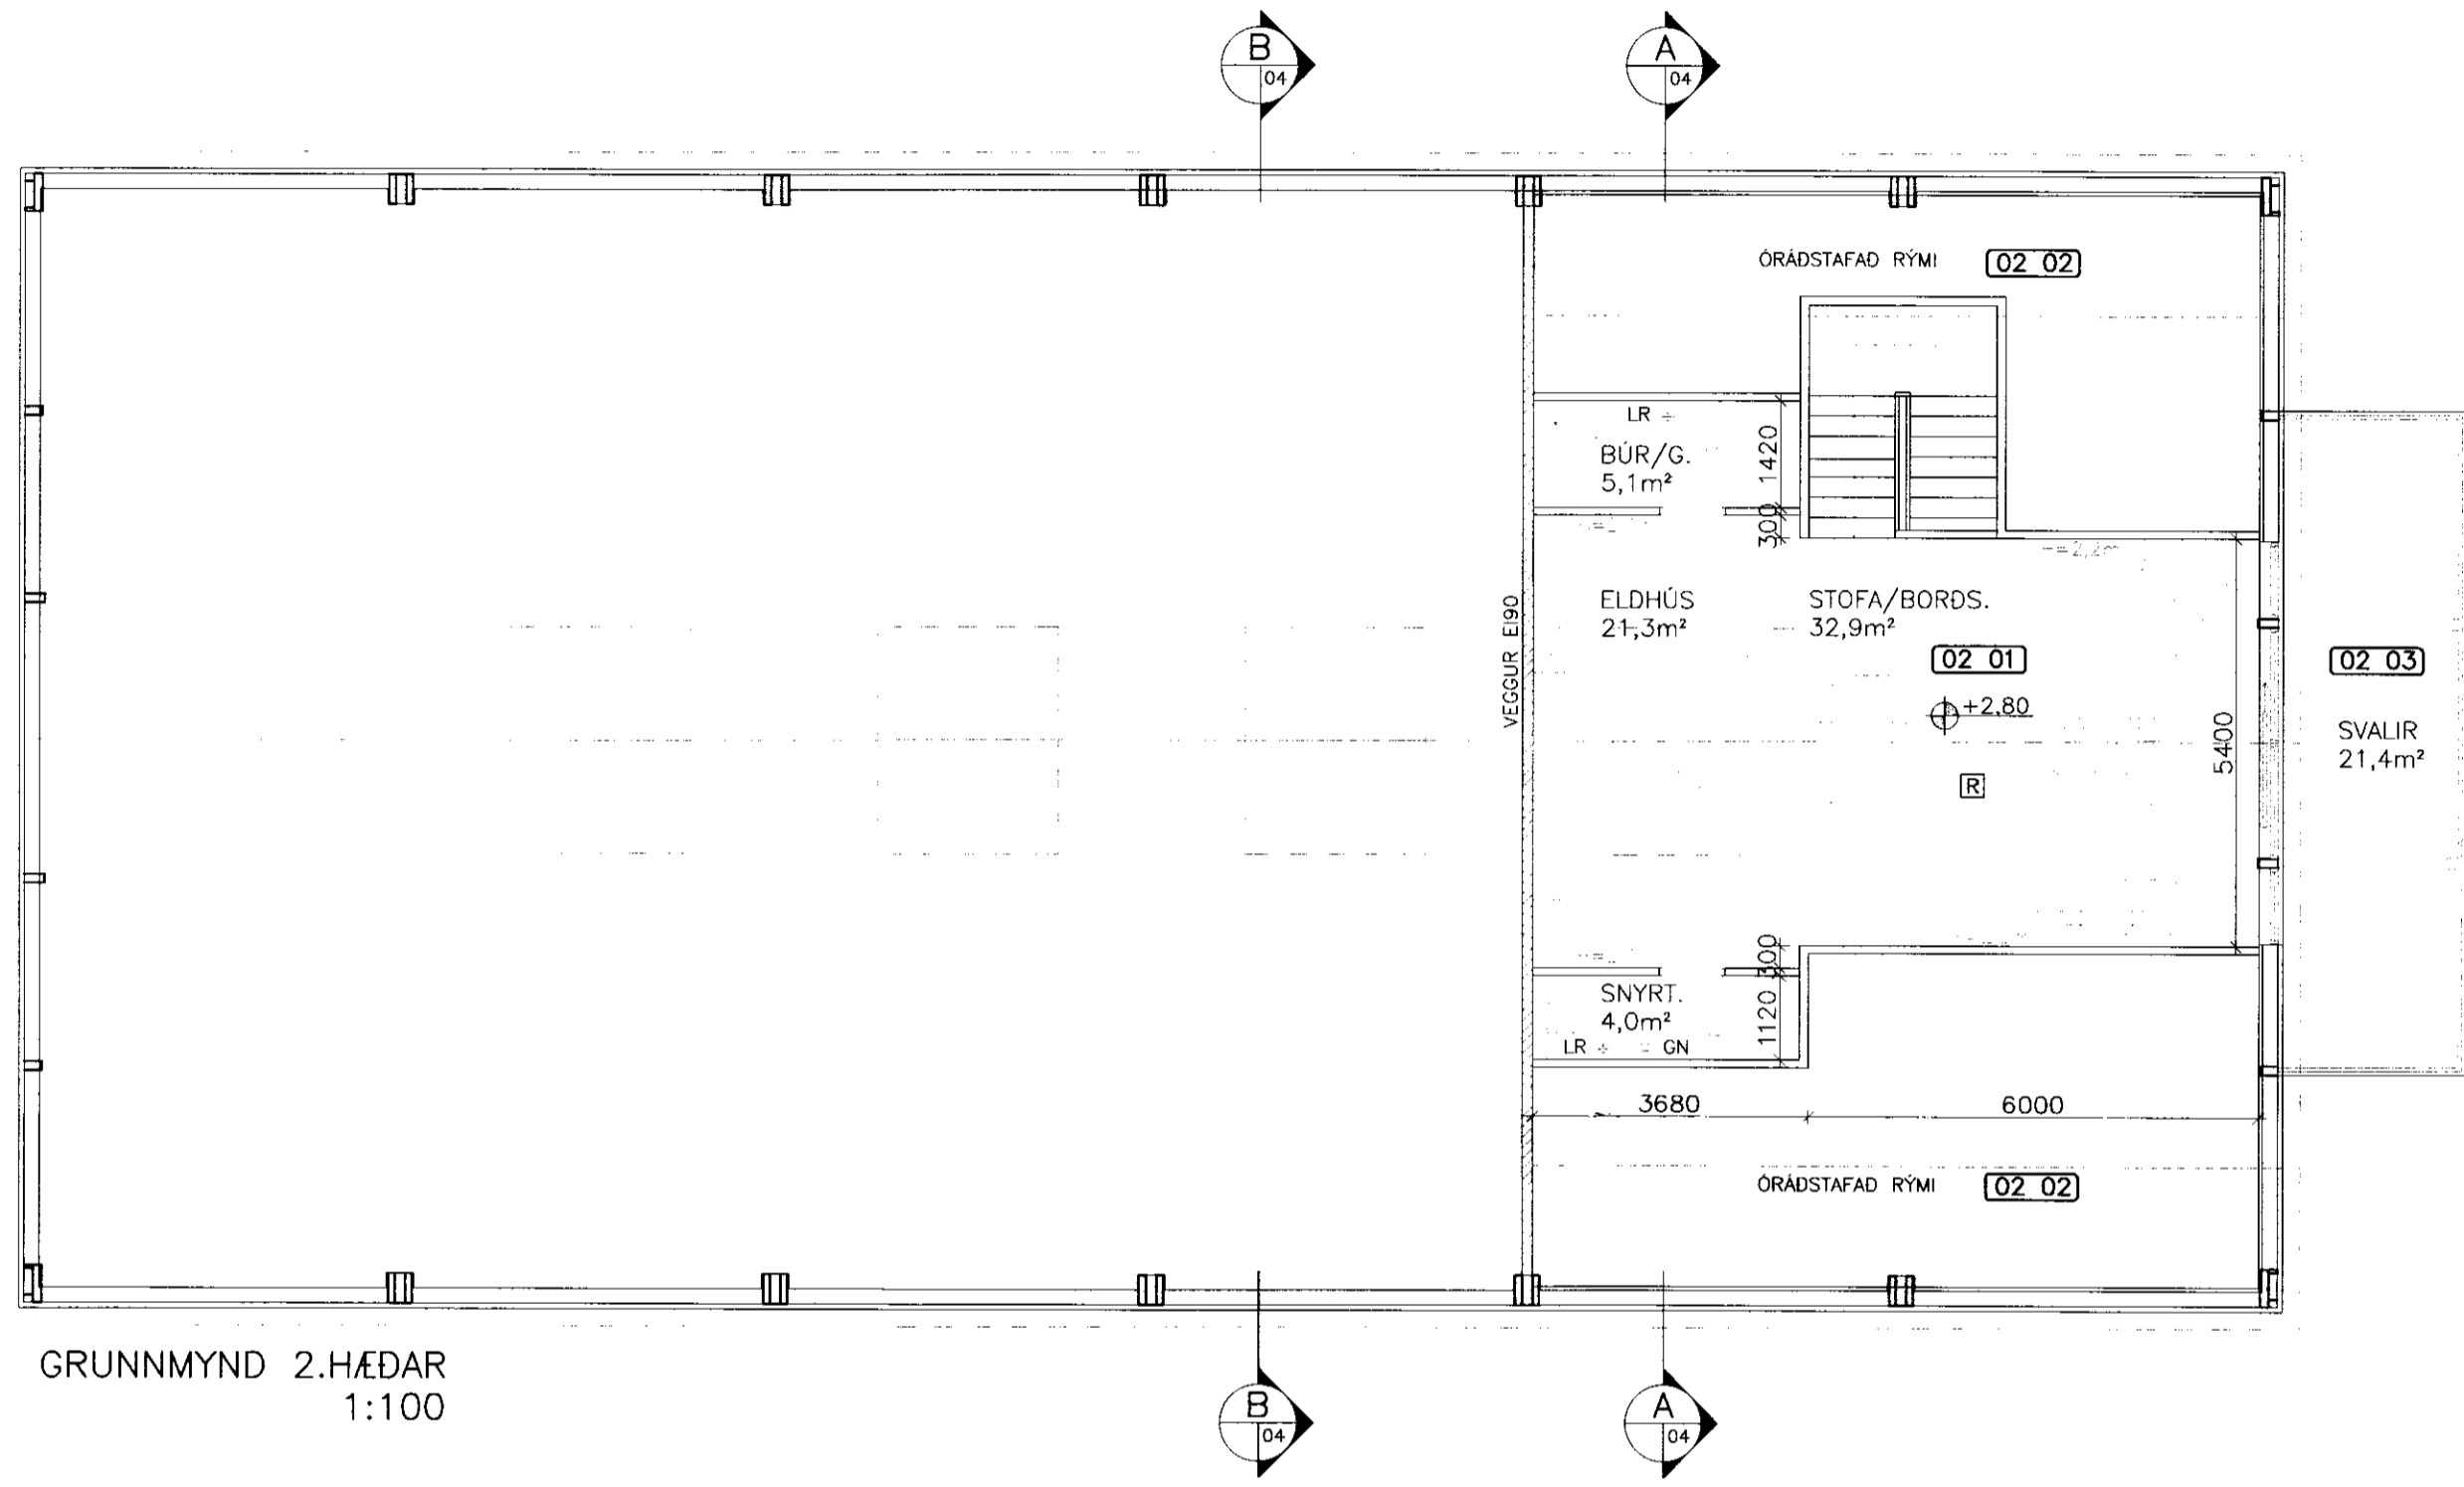 B
04
A
04
ÓRÁÐSTAFAÐ RÝMI 02 02
LR
BÚR/G.
5,1m²
1420
300
=2,2m
VEGGUR EI90
ELDHÚS
21,3m²
STOFA/BORÐS.
32,9m²
02 01
+2,80
R
5400
02 03
SVALIR
21,4m²
300
SNYRT.
4,0m²
1120
LR
GN
3680
6000
ÓRÁÐSTAFAÐ RÝMI 02 02
GRUNNMYND 2.HÆÐAR
1:100
B
04
A
04